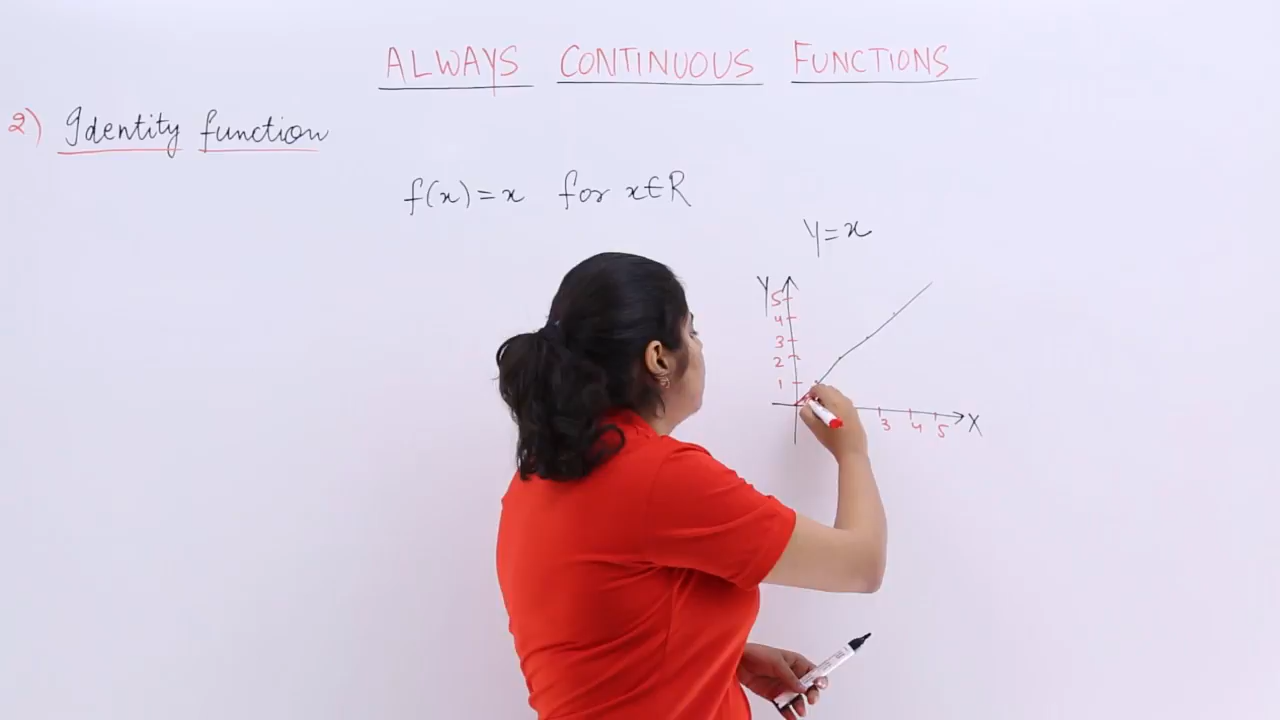 ALWAYS CONTINUOUS FUNCTIONS
2) Identity function
f(x) = x for x∈R
Y = x
Y
5
4
3
2
1
3 4 5 X